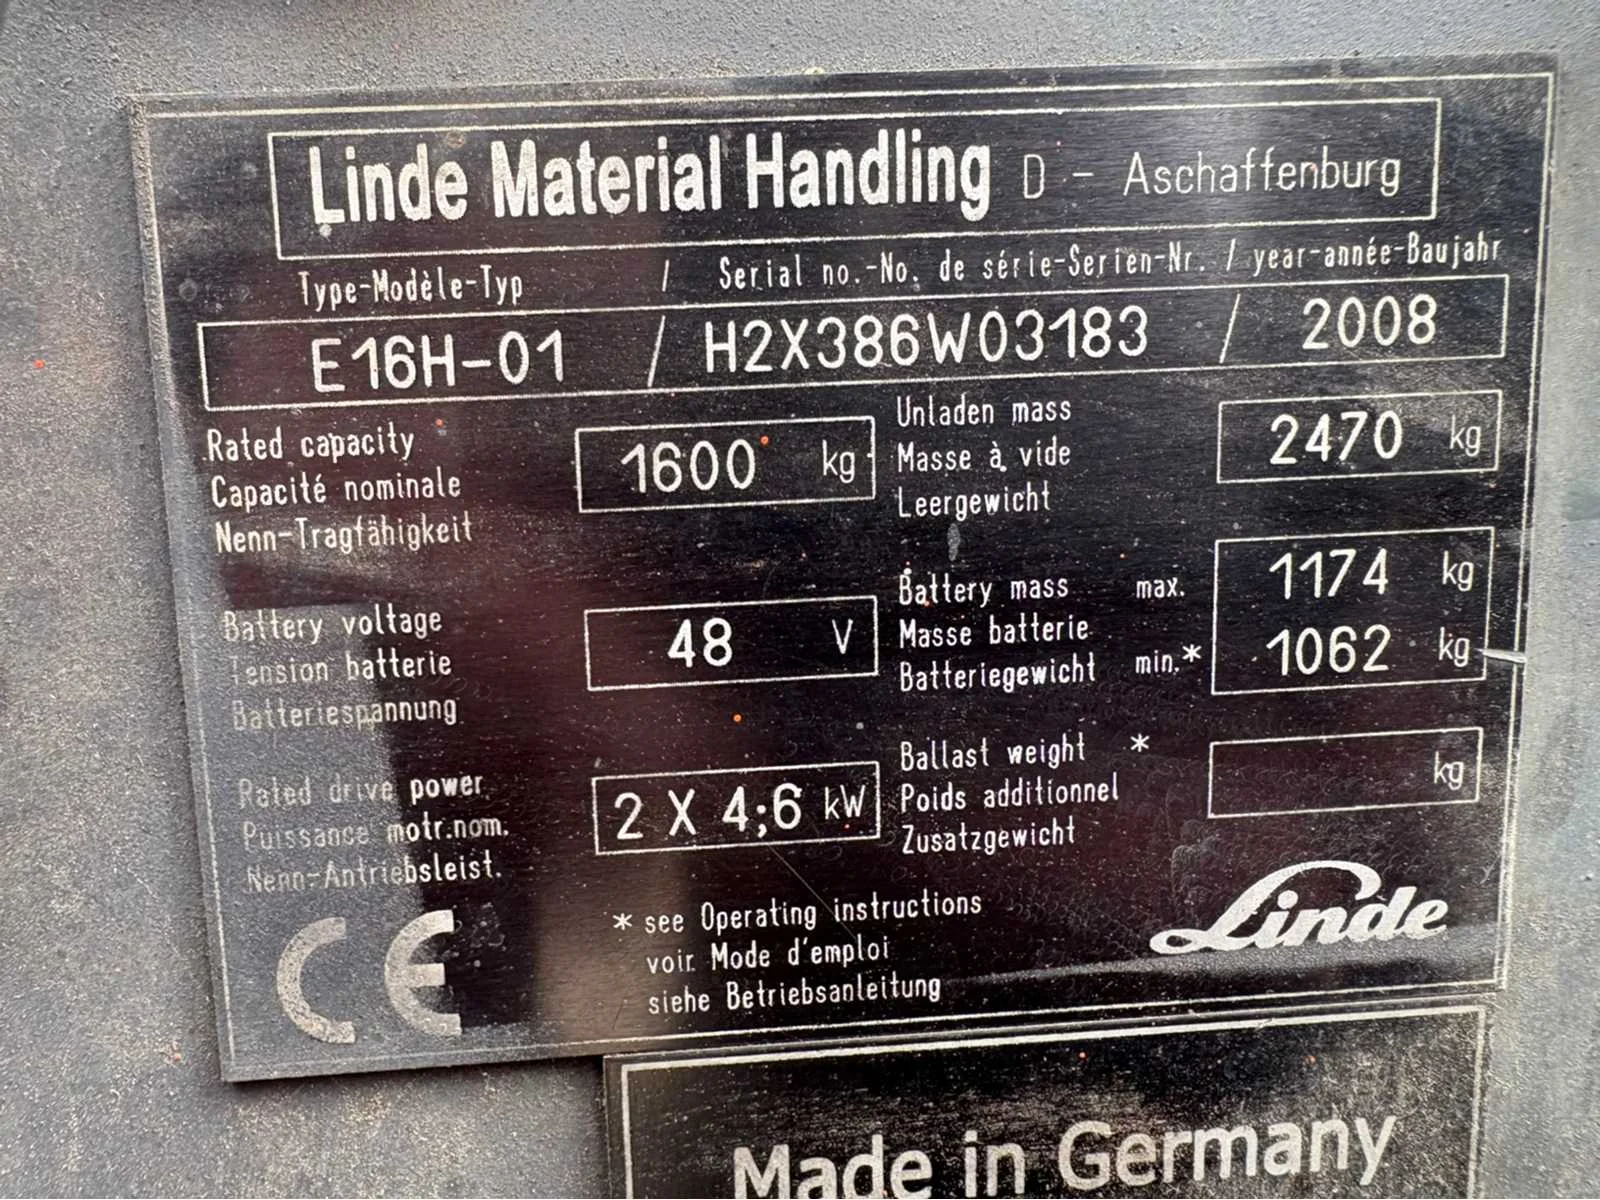 Linde Material Handling D - Aschaffenburg
Type-Modèle-Typ / Serial no.-No. de série-Serien-Nr. / year-année-Baujahr
E16H-01 / H2X386W03183 / 2008
Rated capacity
Capacité nominale
Nenn-Tragfähigkeit
1600 kg
Unladen mass
Masse à vide
Leergewicht
2470 kg
Battery voltage
Tension batterie
Batteriespannung
48 V
Battery mass max.
Masse batterie
Batteriegewicht min.*
1174 kg
1062 kg
Rated drive power
Puissance motr.nom.
Nenn-Antriebsleist.
2 X 4;6 kW
Ballast weight *
Poids additionnel
Zusatzgewicht
kg
CE
* see Operating instructions
voir Mode d'emploi
siehe Betriebsanleitung
Linde
Made in Germany